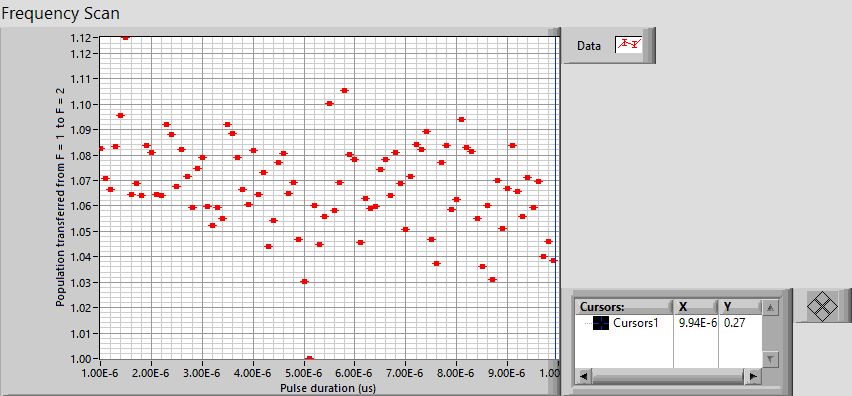 Frequency Scan
Population transferred from F = 1 to F = 2
1.12
1.12
1.11
1.10
1.09
1.08
1.07
1.06
1.05
1.04
1.03
1.02
1.01
1.00
1.00E-6 2.00E-6 3.00E-6 4.00E-6 5.00E-6 6.00E-6 7.00E-6 8.00E-6 9.00E-6 1.00
Pulse duration (us)
Data
Cursors: X Y
Cursors1 9.94E-6 0.27